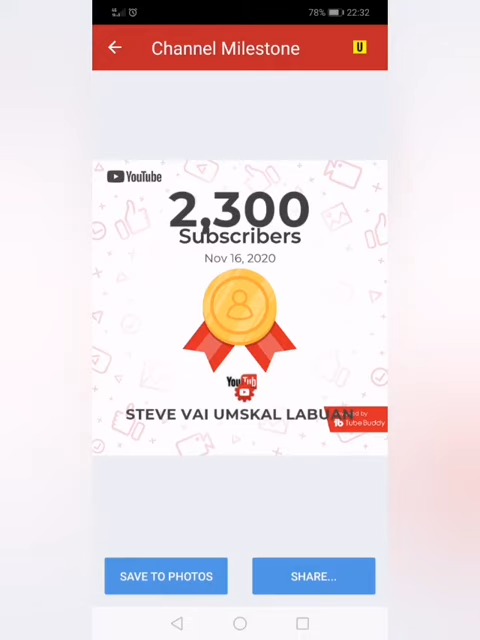 78% 22:32
Channel Milestone
U
YouTube
2,300
Subscribers
Nov 16, 2020
STEVE VAI UMSKAL LABUAN
by
TubeBuddy
SAVE TO PHOTOS
SHARE...